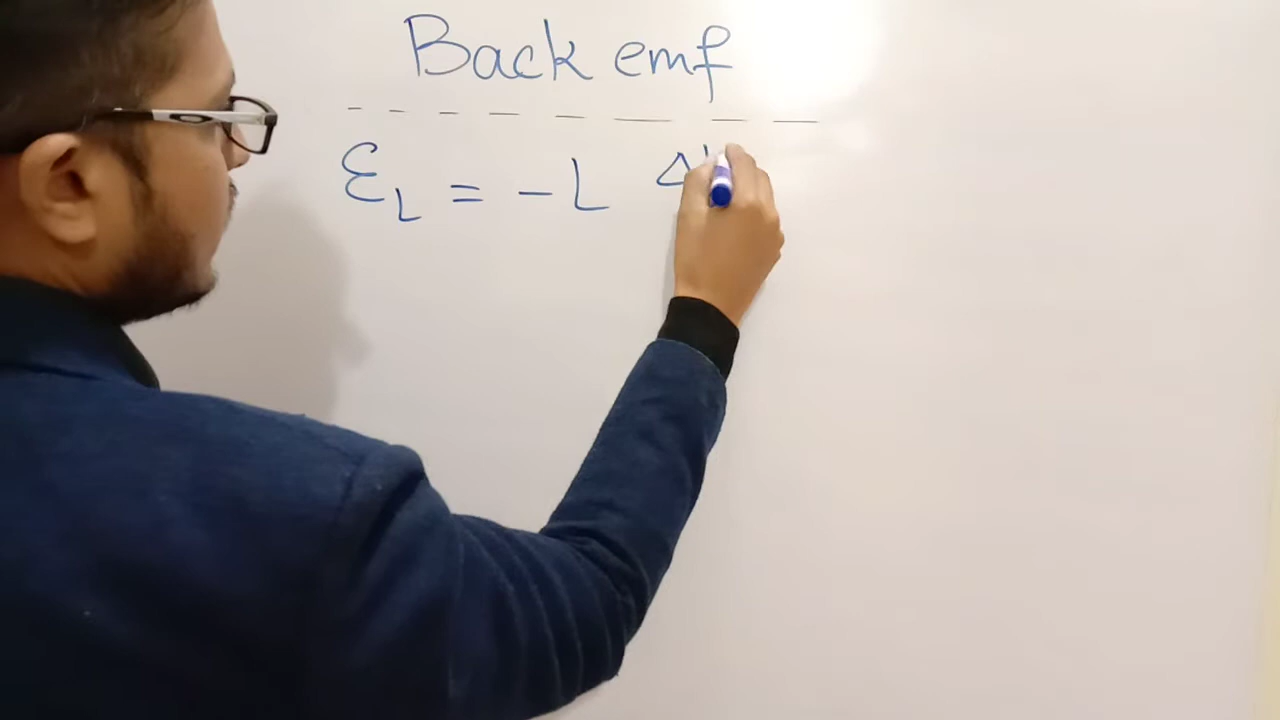 Back emf
ε_L = - L Δ